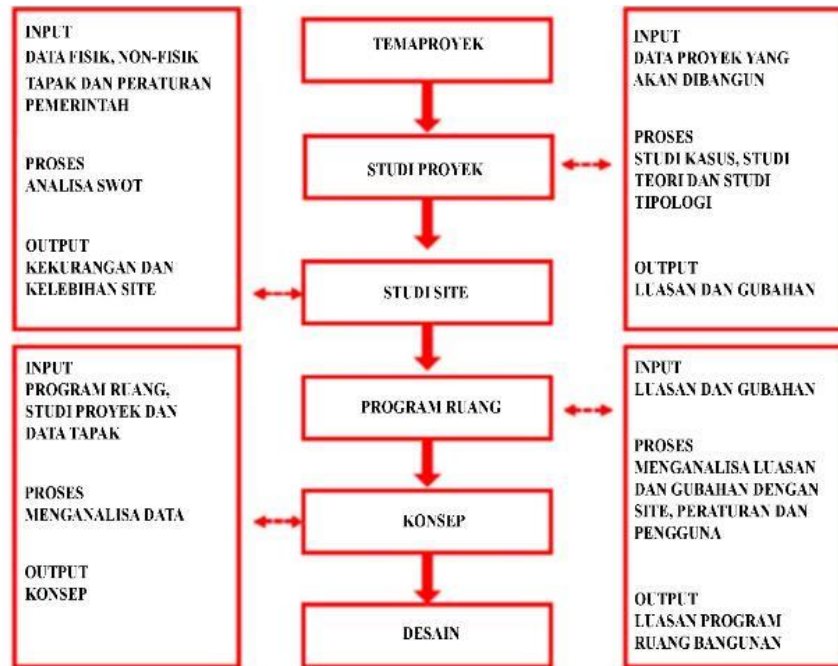 INPUT
DATA FISIK, NON-FISIK
TAPAK DAN PERATURAN
PEMERINTAH
PROSES
ANALISA SWOT
OUTPUT
KEKURANGAN DAN
KELEBIHAN SITE
INPUT
PROGRAM RUANG,
STUDI PROYEK DAN
DATA TAPAK
PROSES
MENGANALISA DATA
OUTPUT
KONSEP
TEMAPROYEK
STUDI PROYEK
STUDI SITE
PROGRAM RUANG
KONSEP
DESAIN
INPUT
DATA PROYEK YANG
AKAN DIBANGUN
PROSES
STUDI KASUS, STUDI
TEORI DAN STUDI
TIPOLOGI
OUTPUT
LUASAN DAN GUBAHAN
INPUT
LUASAN DAN GUBAHAN
PROSES
MENGANALISA LUASAN
DAN GUBAHAN DENGAN
SITE, PERATURAN DAN
PENGGUNA
OUTPUT
LUASAN PROGRAM
RUANG BANGUNAN